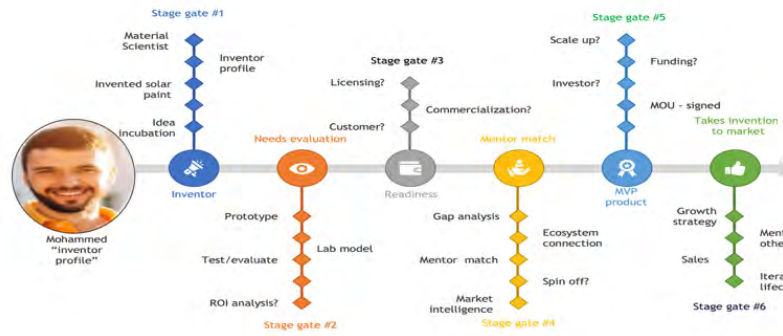 Stage gate #1
Material
Scientist
Inventor
profile
Invented solar
paint
Idea
incubation
Inventor
Mohammed
"inventor
profile"
Needs evaluation
Prototype
Lab model
Test/evaluate
ROI analysis?
Stage gate #2
Stage gate #3
Licensing?
Commercialization?
Customer?
Readiness
Mentor match
Gap analysis
Ecosystem
connection
Mentor match
Spin off?
Market
intelligence
Stage gate #4
Stage gate #5
Scale up?
Funding?
Investor?
MOU - signed
MVP
product
Takes invention
to market
Growth
strategy
Sales
Stage gate #6